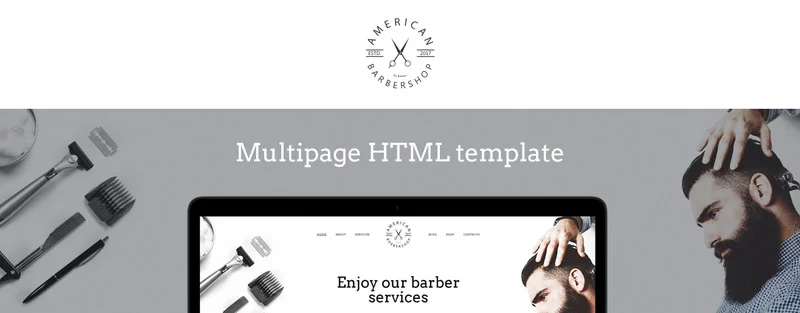 AMERICAN
ESTD. 2017
BARBERSHOP
Multipage HTML template
HOME ABOUT SERVICES AMERICAN BARBERSHOP BLOG SHOP CONTACTS
Enjoy our barber
services